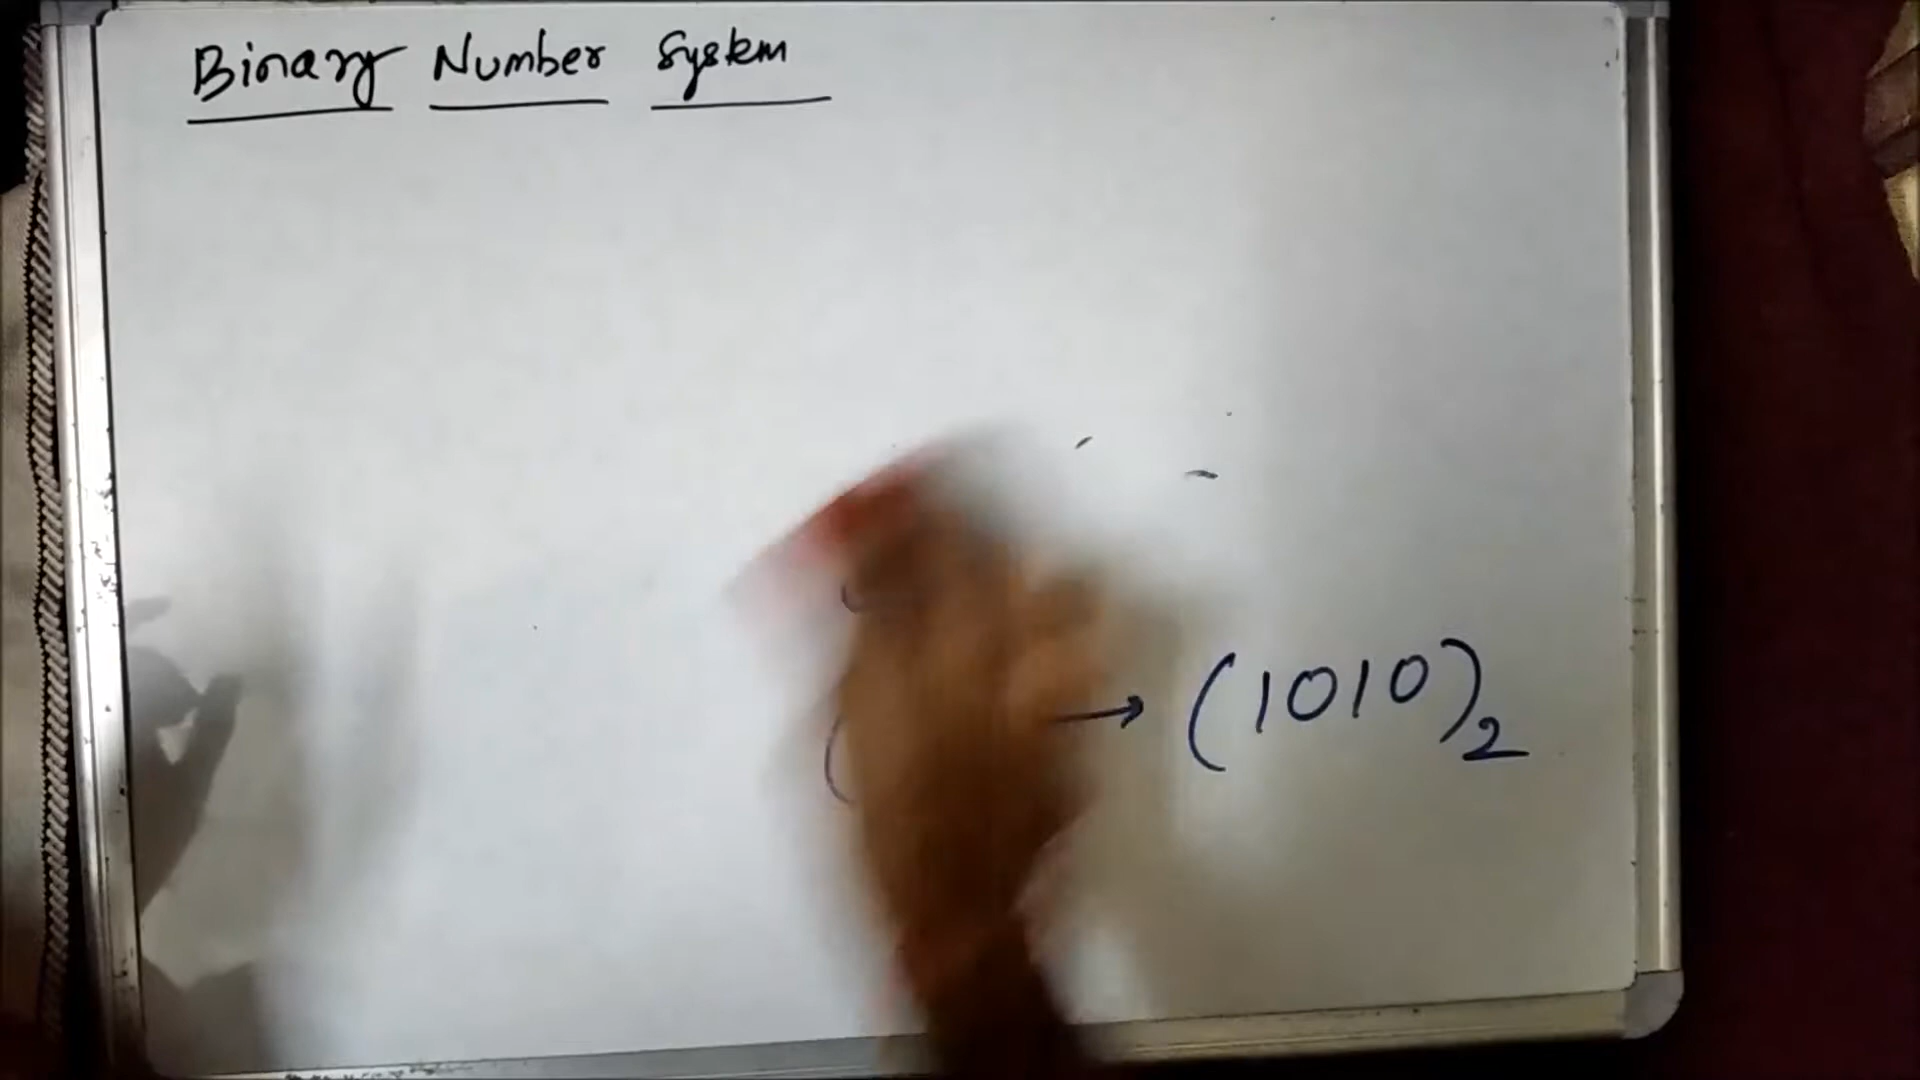 Binary Number System
( → (1010)₂